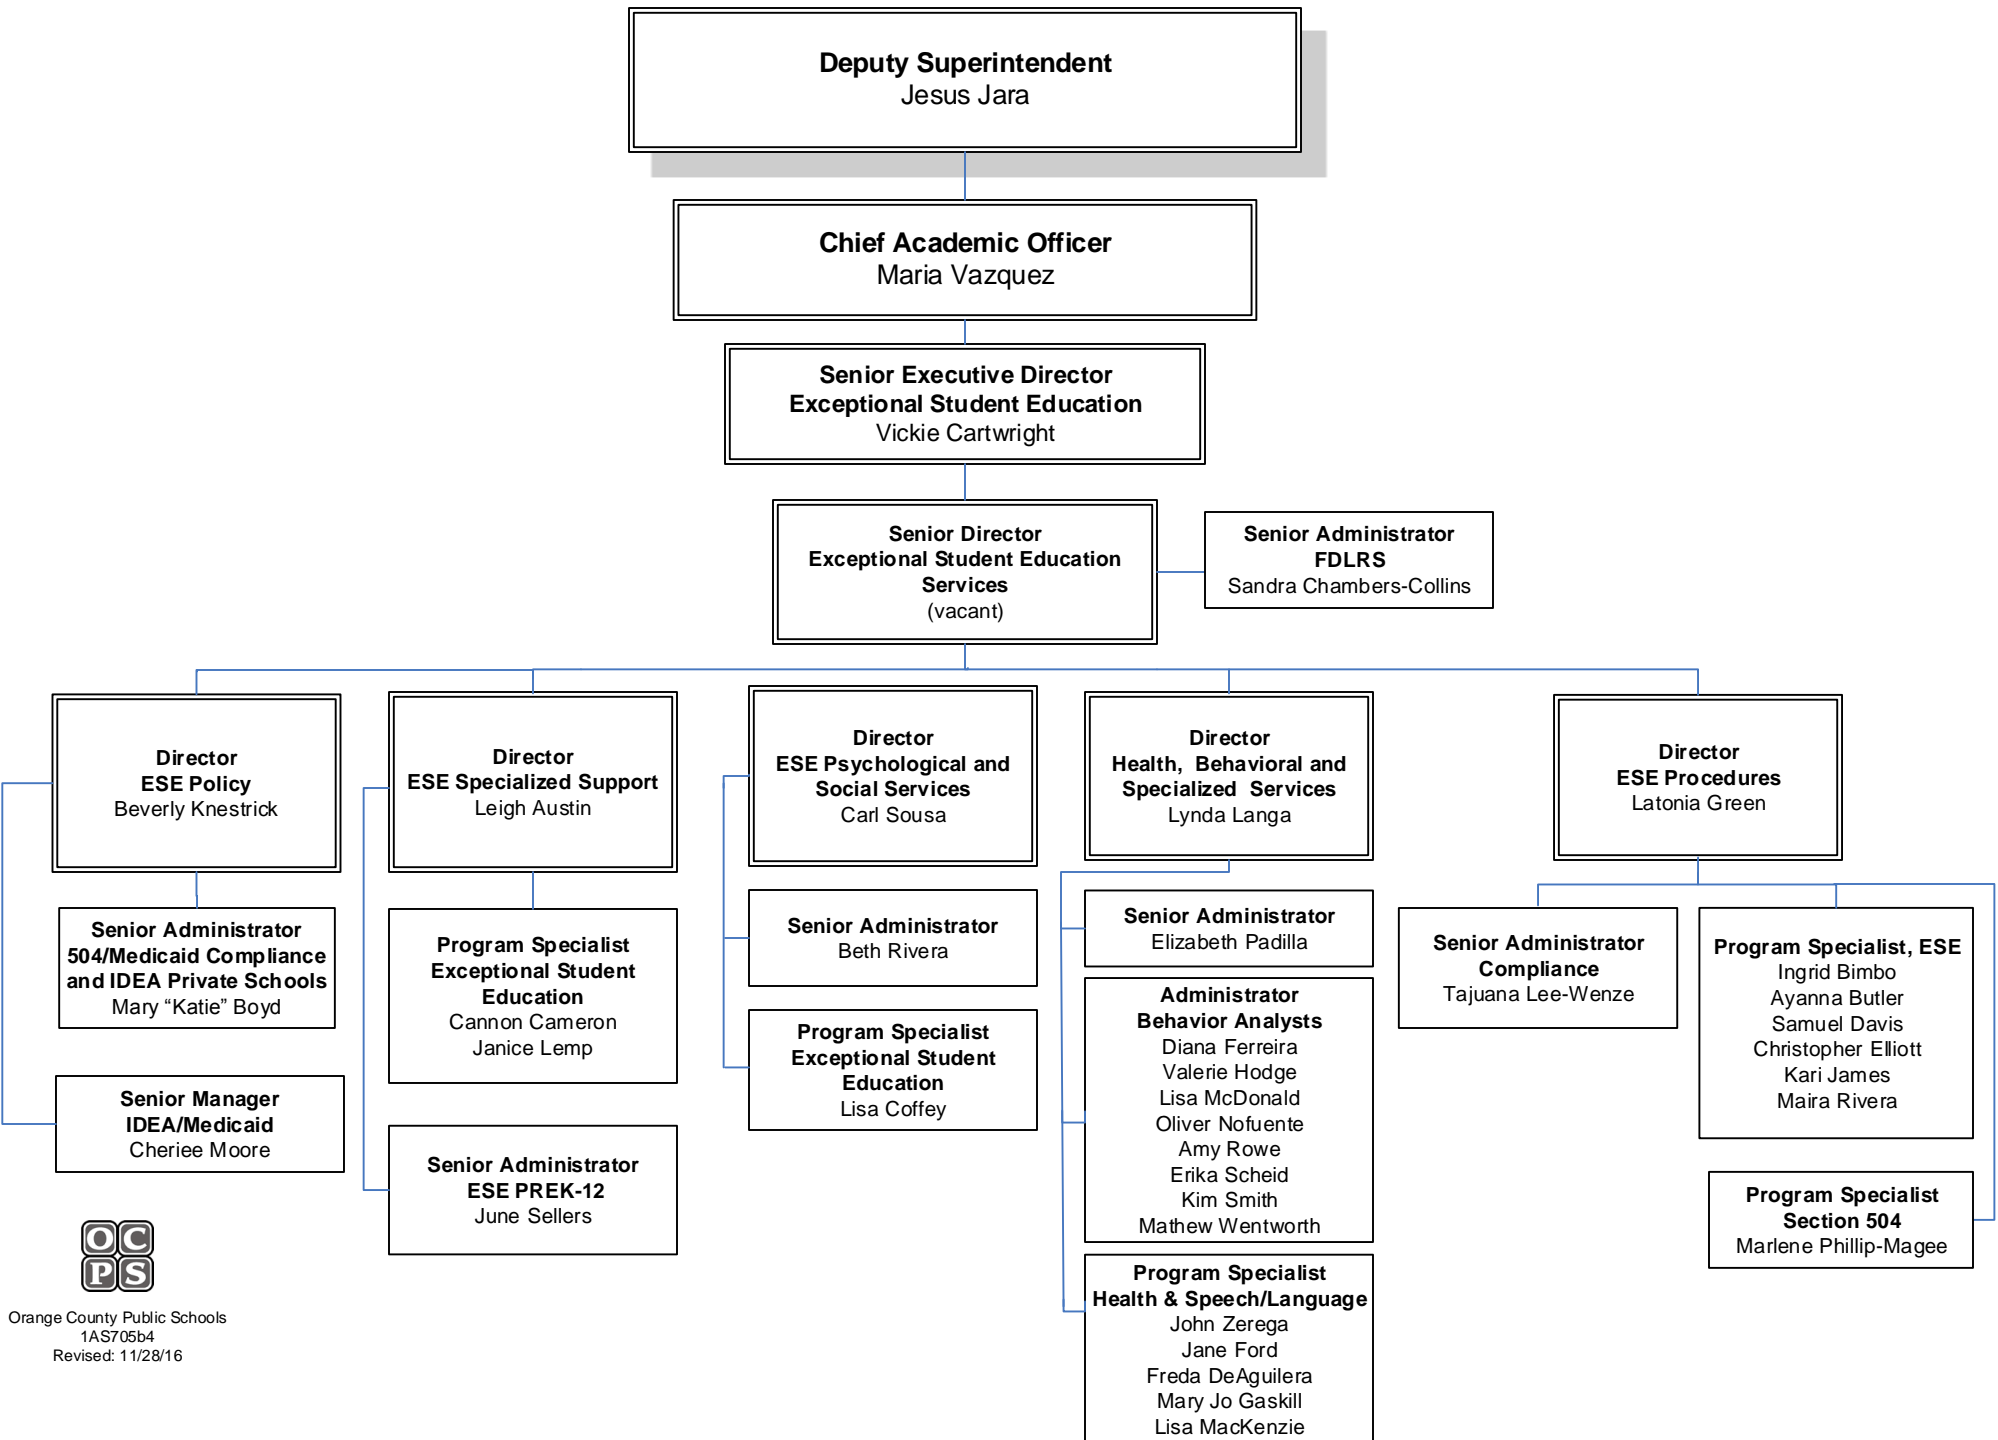 Deputy Superintendent
Jesus Jara
Chief Academic Officer
Maria Vazquez
Senior Executive Director
Exceptional Student Education
Vickie Cartwright
Senior Director
Exceptional Student Education
Services
(vacant)
Senior Administrator
FDLRS
Sandra Chambers-Collins
Director
ESE Policy
Beverly Knestrick
Senior Administrator
504/Medicaid Compliance
and IDEA Private Schools
Mary “Katie” Boyd
Senior Manager
IDEA/Medicaid
Cheriee Moore
Director
ESE Specialized Support
Leigh Austin
Program Specialist
Exceptional Student
Education
Cannon Cameron
Janice Lemp
Senior Administrator
ESE PREK-12
June Sellers
Director
ESE Psychological and
Social Services
Carl Sousa
Senior Administrator
Beth Rivera
Program Specialist
Exceptional Student
Education
Lisa Coffey
Director
Health, Behavioral and
Specialized Services
Lynda Langa
Senior Administrator
Elizabeth Padilla
Administrator
Behavior Analysts
Diana Ferreira
Valerie Hodge
Lisa McDonald
Oliver Nofuente
Amy Rowe
Erika Scheid
Kim Smith
Mathew Wentworth
Program Specialist
Health & Speech/Language
John Zerega
Jane Ford
Freda DeAguilera
Mary Jo Gaskill
Lisa MacKenzie
Director
ESE Procedures
Latonia Green
Senior Administrator
Compliance
Tajuana Lee-Wenze
Program Specialist, ESE
Ingrid Bimbo
Ayanna Butler
Samuel Davis
Christopher Elliott
Kari James
Maira Rivera
Program Specialist
Section 504
Marlene Phillip-Magee
OC
PS
Orange County Public Schools
1AS705b4
Revised: 11/28/16